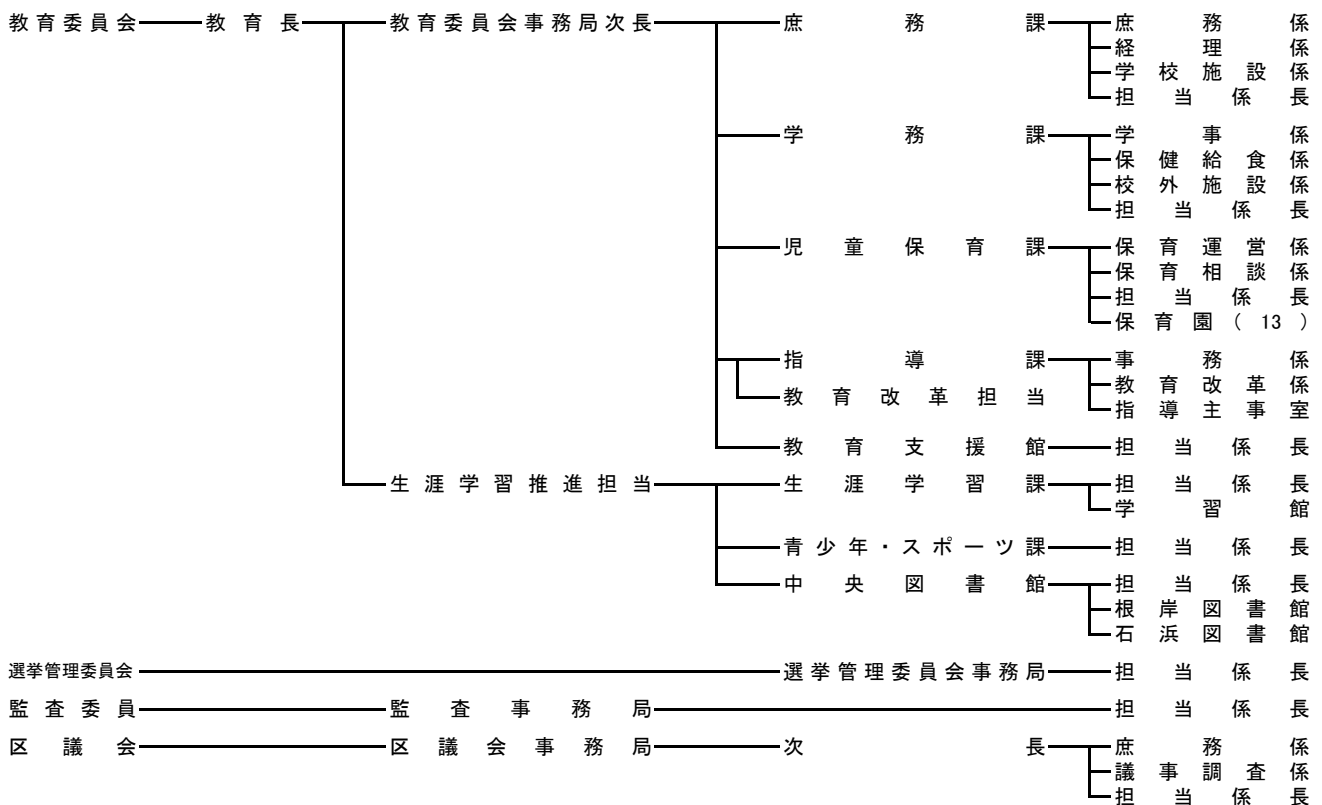 教育委員会 教育長 教育委員会事務局次長 庶務課 庶務係
経理係
学校施設係
担当係長
学務課 学事係
保健給食係
校外施設係
担当係長
児童保育課 保育運営係
保育相談係
担当係長
保育園(13)
指導課 事務係
教育改革担当 教育改革係
指導主事室
教育支援館 担当係長
生涯学習推進担当 生涯学習課 担当係長
学習館
青少年・スポーツ課 担当係長
中央図書館 担当係長
根岸図書館
石浜図書館
選挙管理委員会 選挙管理委員会事務局 担当係長
監査委員 監査事務局 担当係長
区議会 区議会事務局 次長 庶務係
議事調査係
担当係長